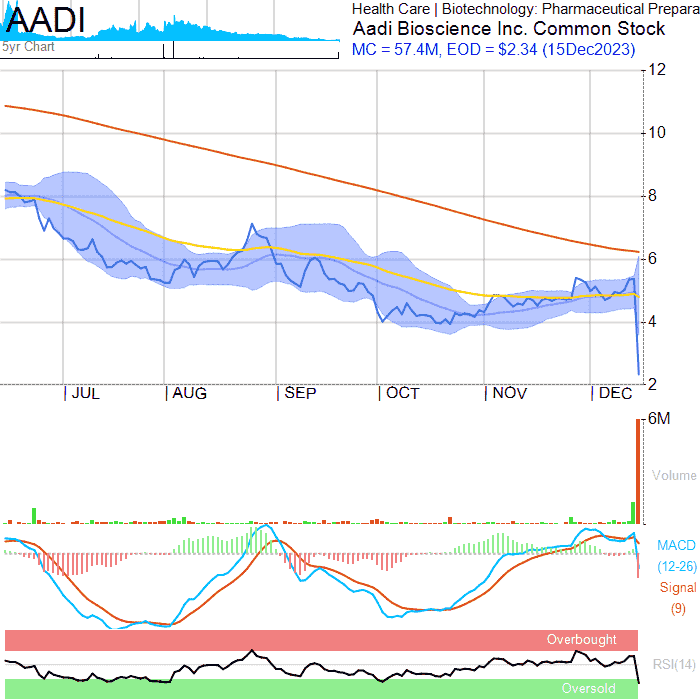 AADI
5yr Chart
Health Care | Biotechnology: Pharmaceutical Prepara
Aadi Bioscience Inc. Common Stock
MC = 57.4M, EOD = $2.34 (15Dec2023)
12
10
8
6
4
2
JUL
AUG
SEP
OCT
NOV
DEC
6M
Volume
MACD
(12-26)
Signal
(9)
Overbought
RSI(14)
Oversold